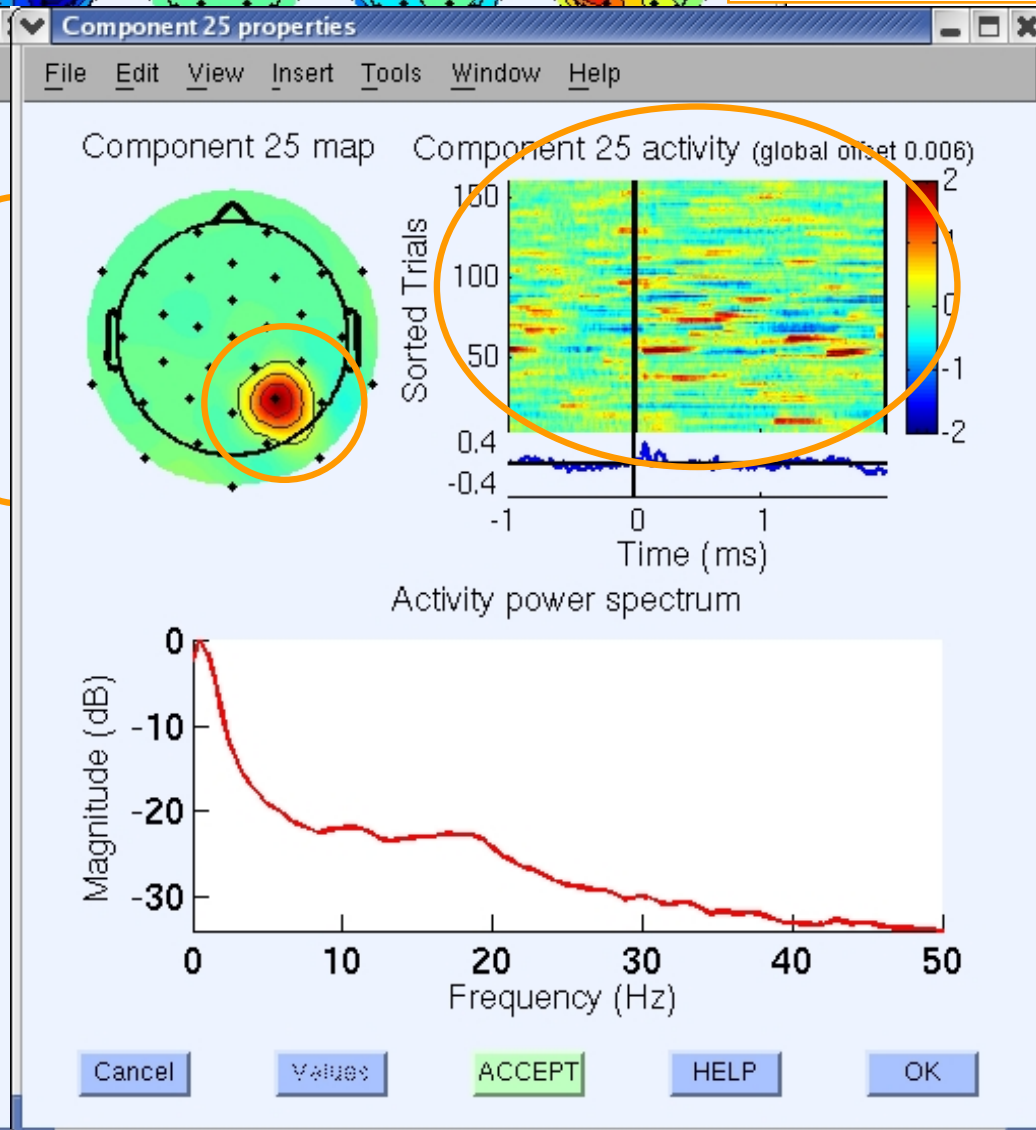 Component 25 properties
File Edit View Insert Tools Window Help
Component 25 map
Component 25 activity (global offset 0.006)
Sorted Trials
150
100
50
2
1
0
-1
-2
0.4
-0.4
-1 0 1
Time (ms)
Activity power spectrum
Magnitude (dB)
0
-10
-20
-30
0 10 20 30 40 50
Frequency (Hz)
Cancel Values ACCEPT HELP OK